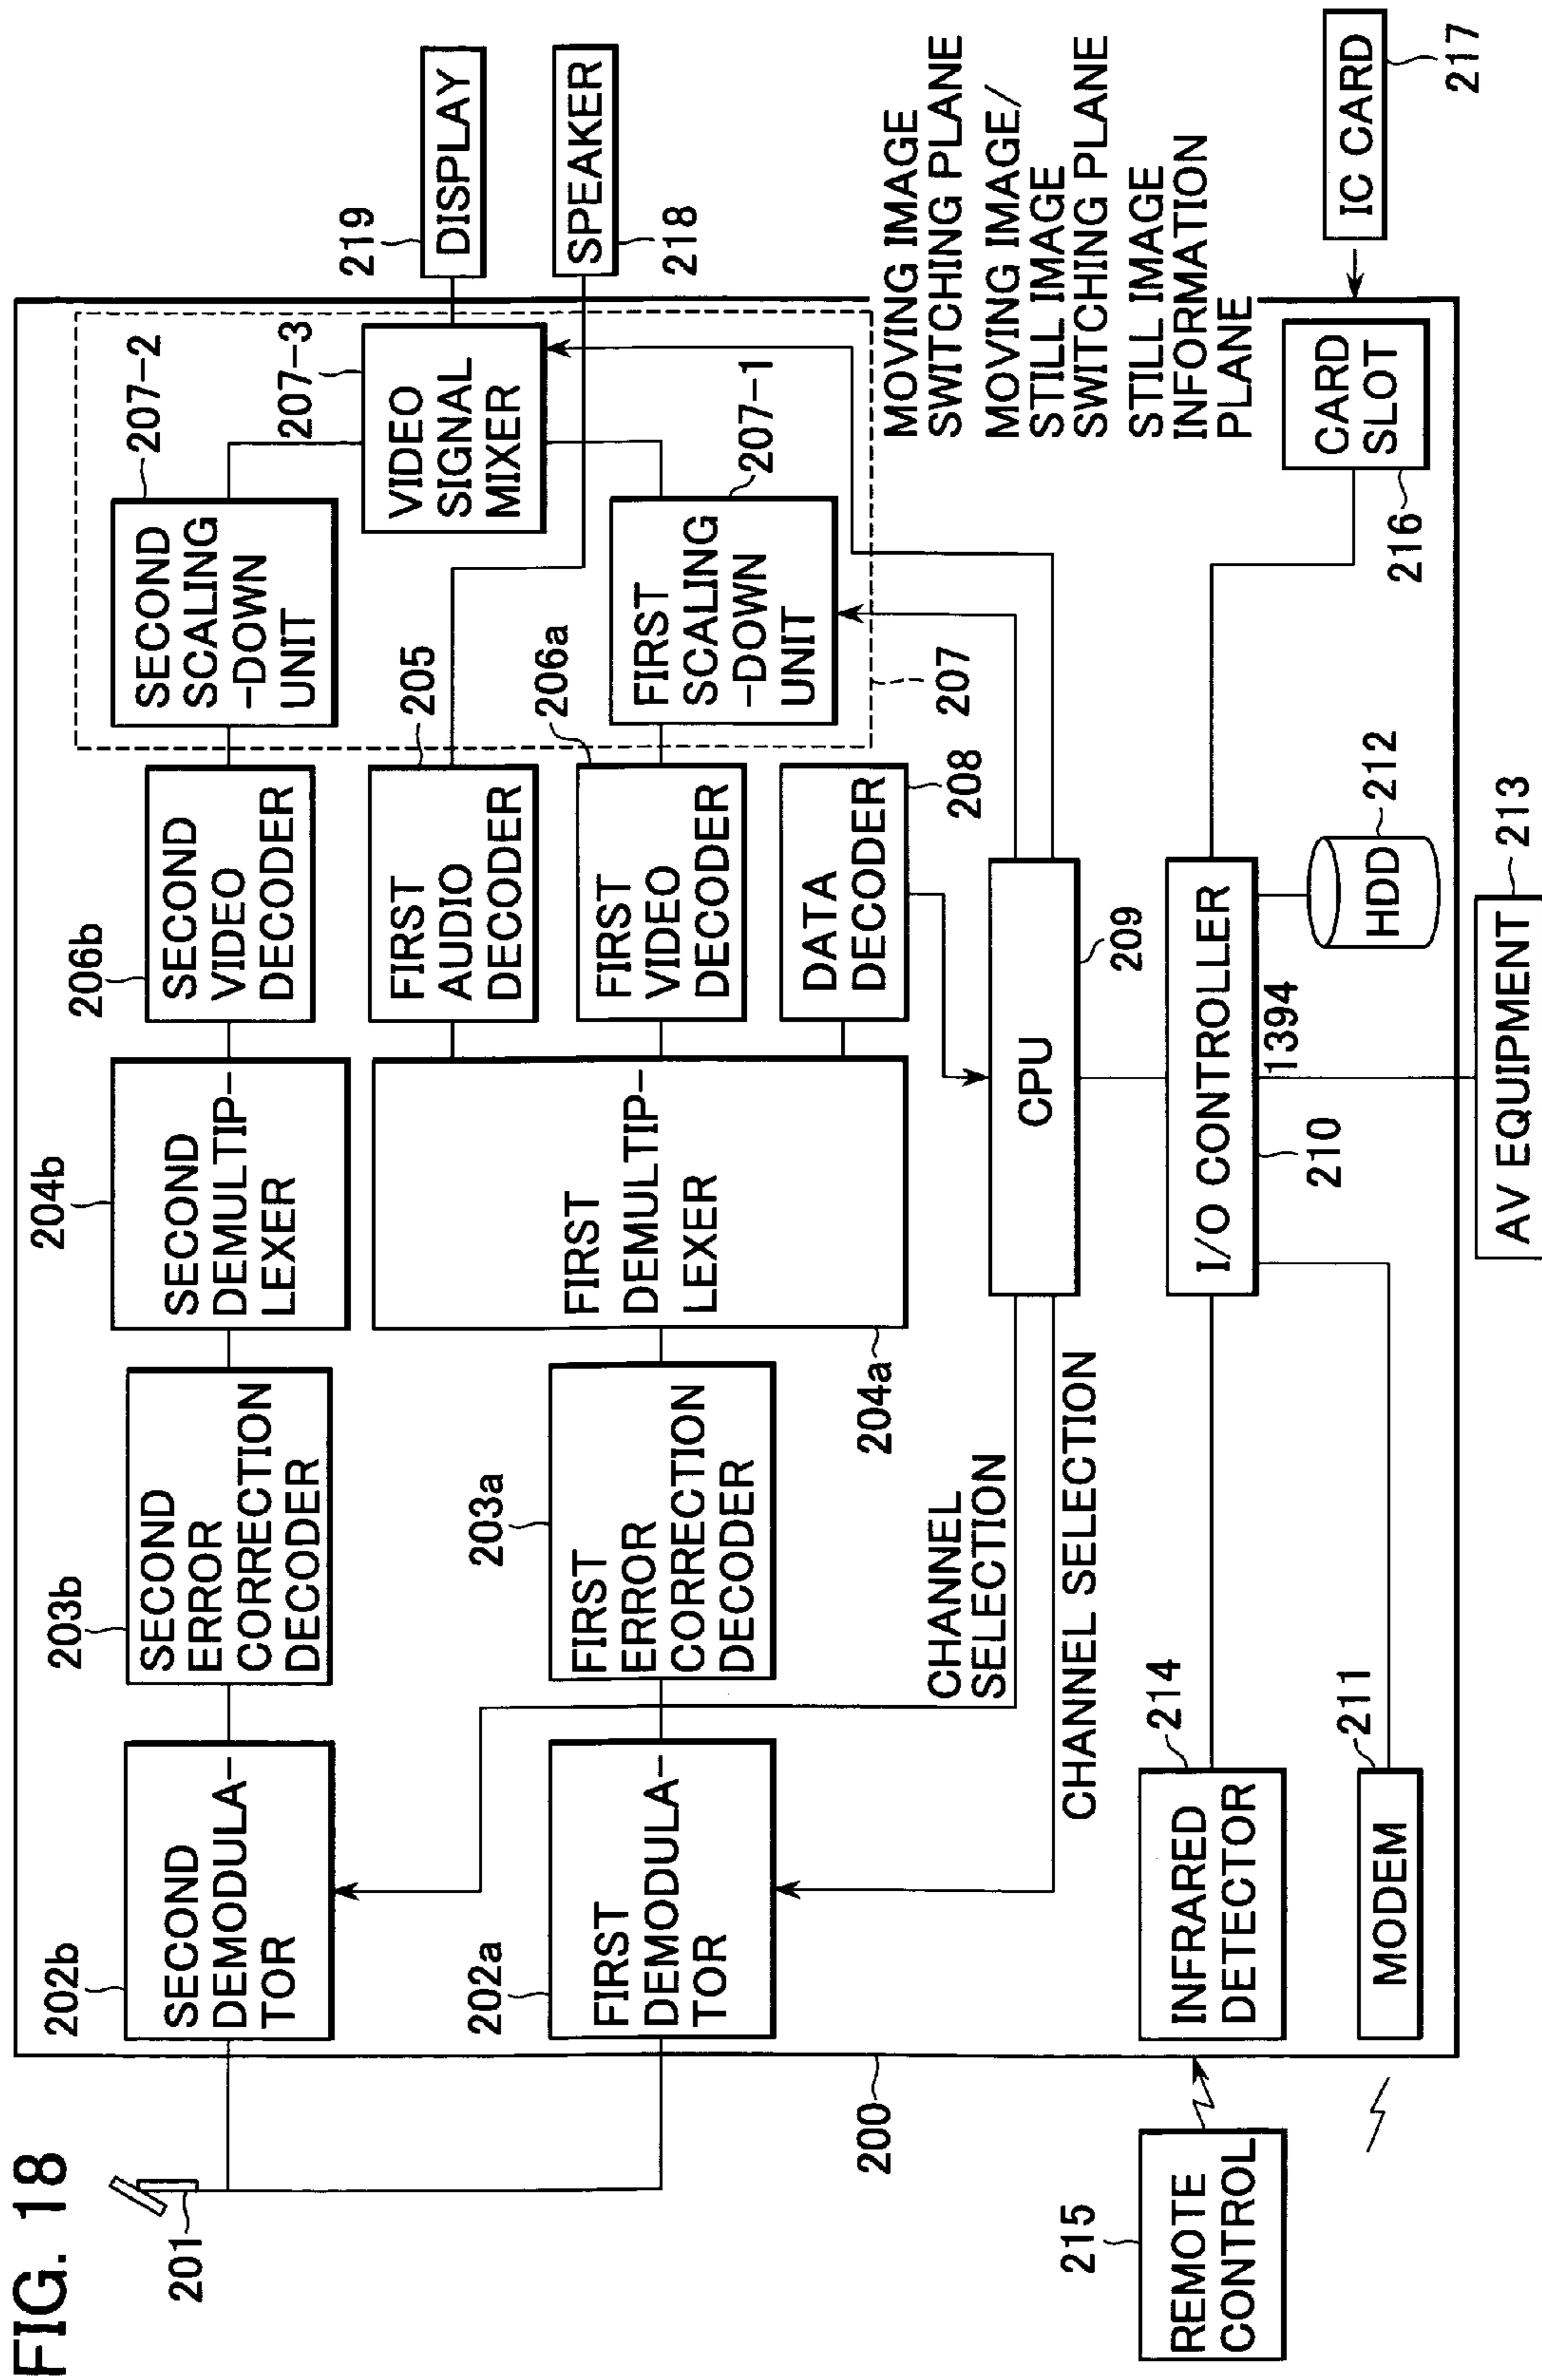 FIG. 18
201
202b
SECOND
DEMODULA-
TOR
203b
SECOND
ERROR
CORRECTION
DECODER
204b
SECOND
DEMULTIP-
LEXER
206b
SECOND
VIDEO
DECODER
207-2
SECOND
SCALING
-DOWN
UNIT
207-3
VIDEO
SIGNAL
MIXER
219
DISPLAY
SPEAKER
218
202a
FIRST
DEMODULA-
TOR
203a
FIRST
ERROR
CORRECTION
DECODER
FIRST
DEMULTIP-
LEXER
204a
205
FIRST
AUDIO
DECODER
206a
FIRST
VIDEO
DECODER
207-1
FIRST
SCALING
-DOWN
UNIT
207
DATA
DECODER
208
MOVING IMAGE
SWITCHING PLANE
MOVING IMAGE/
STILL IMAGE
SWITCHING PLANE
STILL IMAGE
INFORMATION
PLANE
CHANNEL
SELECTION
CHANNEL SELECTION
CPU
209
200
215
REMOTE
CONTROL
214
INFRARED
DETECTOR
211
MODEM
I/O CONTROLLER
210
1394
212
HDD
213
AV EQUIPMENT
CARD
SLOT
216
IC CARD
217